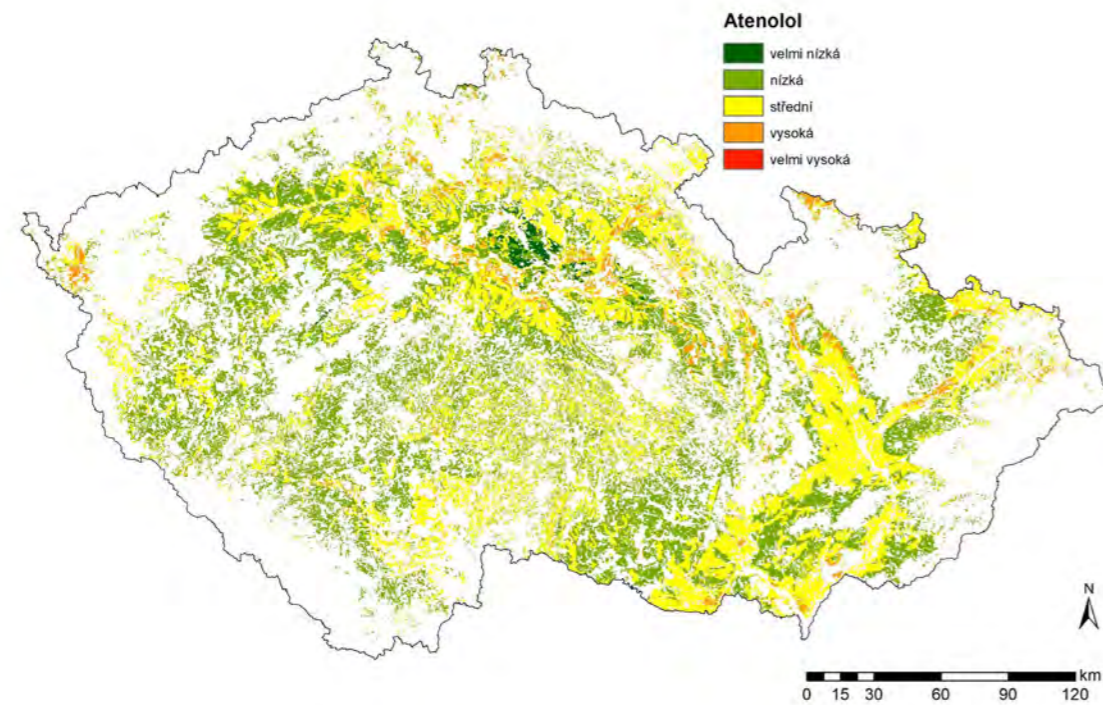 Atenolol
velmi nízká
nízká
střední
vysoká
velmi vysoká
N
km
0 15 30 60 90 120